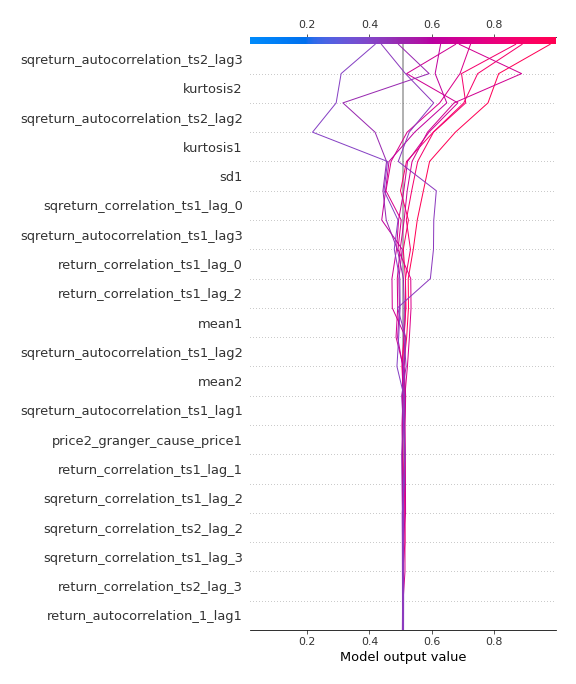 0.2 0.4 0.6 0.8
sqreturn_autocorrelation_ts2_lag3
kurtosis2
sqreturn_autocorrelation_ts2_lag2
kurtosis1
sd1
sqreturn_correlation_ts1_lag_0
sqreturn_autocorrelation_ts1_lag3
return_correlation_ts1_lag_0
return_correlation_ts1_lag_2
mean1
sqreturn_autocorrelation_ts1_lag2
mean2
sqreturn_autocorrelation_ts1_lag1
price2_granger_cause_price1
return_correlation_ts1_lag_1
sqreturn_correlation_ts1_lag_2
sqreturn_correlation_ts2_lag_2
sqreturn_correlation_ts1_lag_3
return_correlation_ts2_lag_3
return_autocorrelation_1_lag1
0.2 0.4 0.6 0.8
Model output value